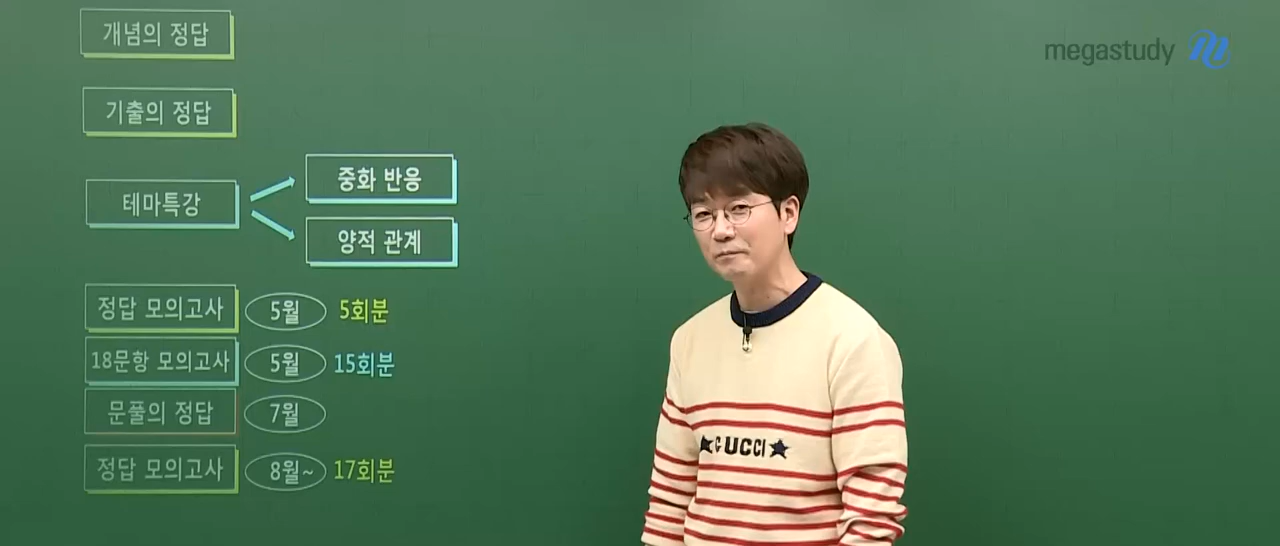 개념의 정답
megastudy
기출의 정답
테마특강
중화 반응
양적 관계
정답 모의고사 5월 5회분
18문항 모의고사 5월 15회분
문풀의 정답 7월
정답 모의고사 8월~ 17회분
GUCCI